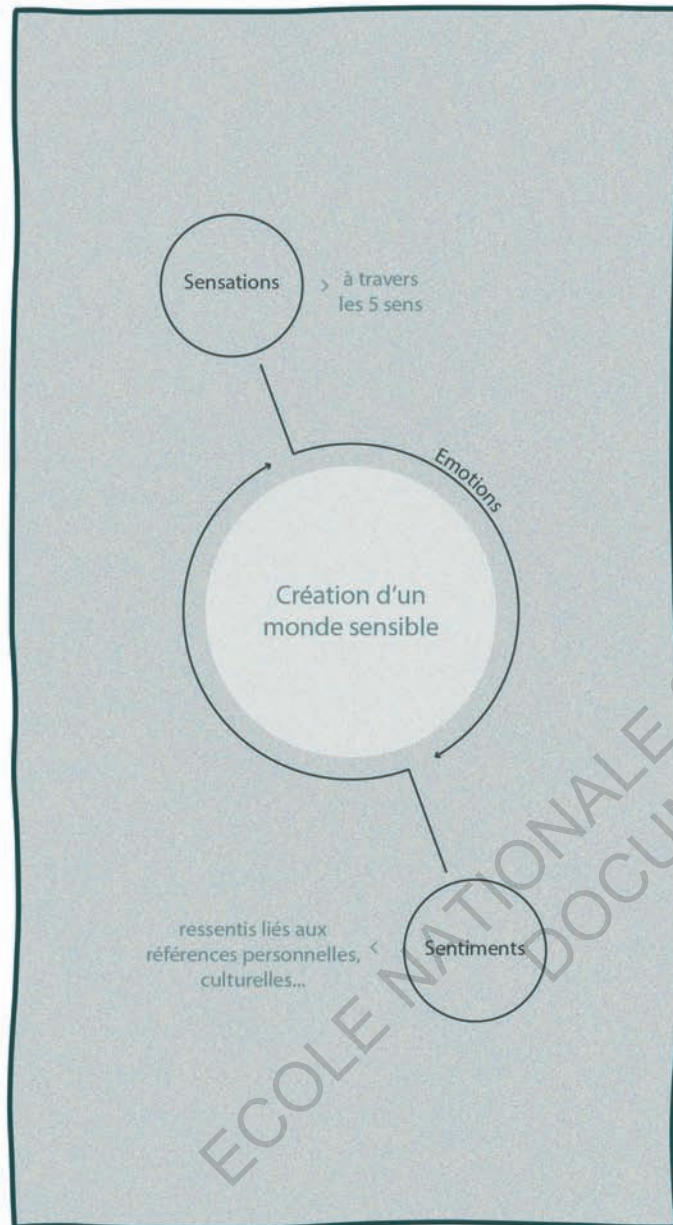 Sensations
> à travers
les 5 sens
Emotions
Création d'un
monde sensible
ressentis liés aux
références personnelles, <
culturelles...
Sentiments
ECOLE NATIONALE
DOCU